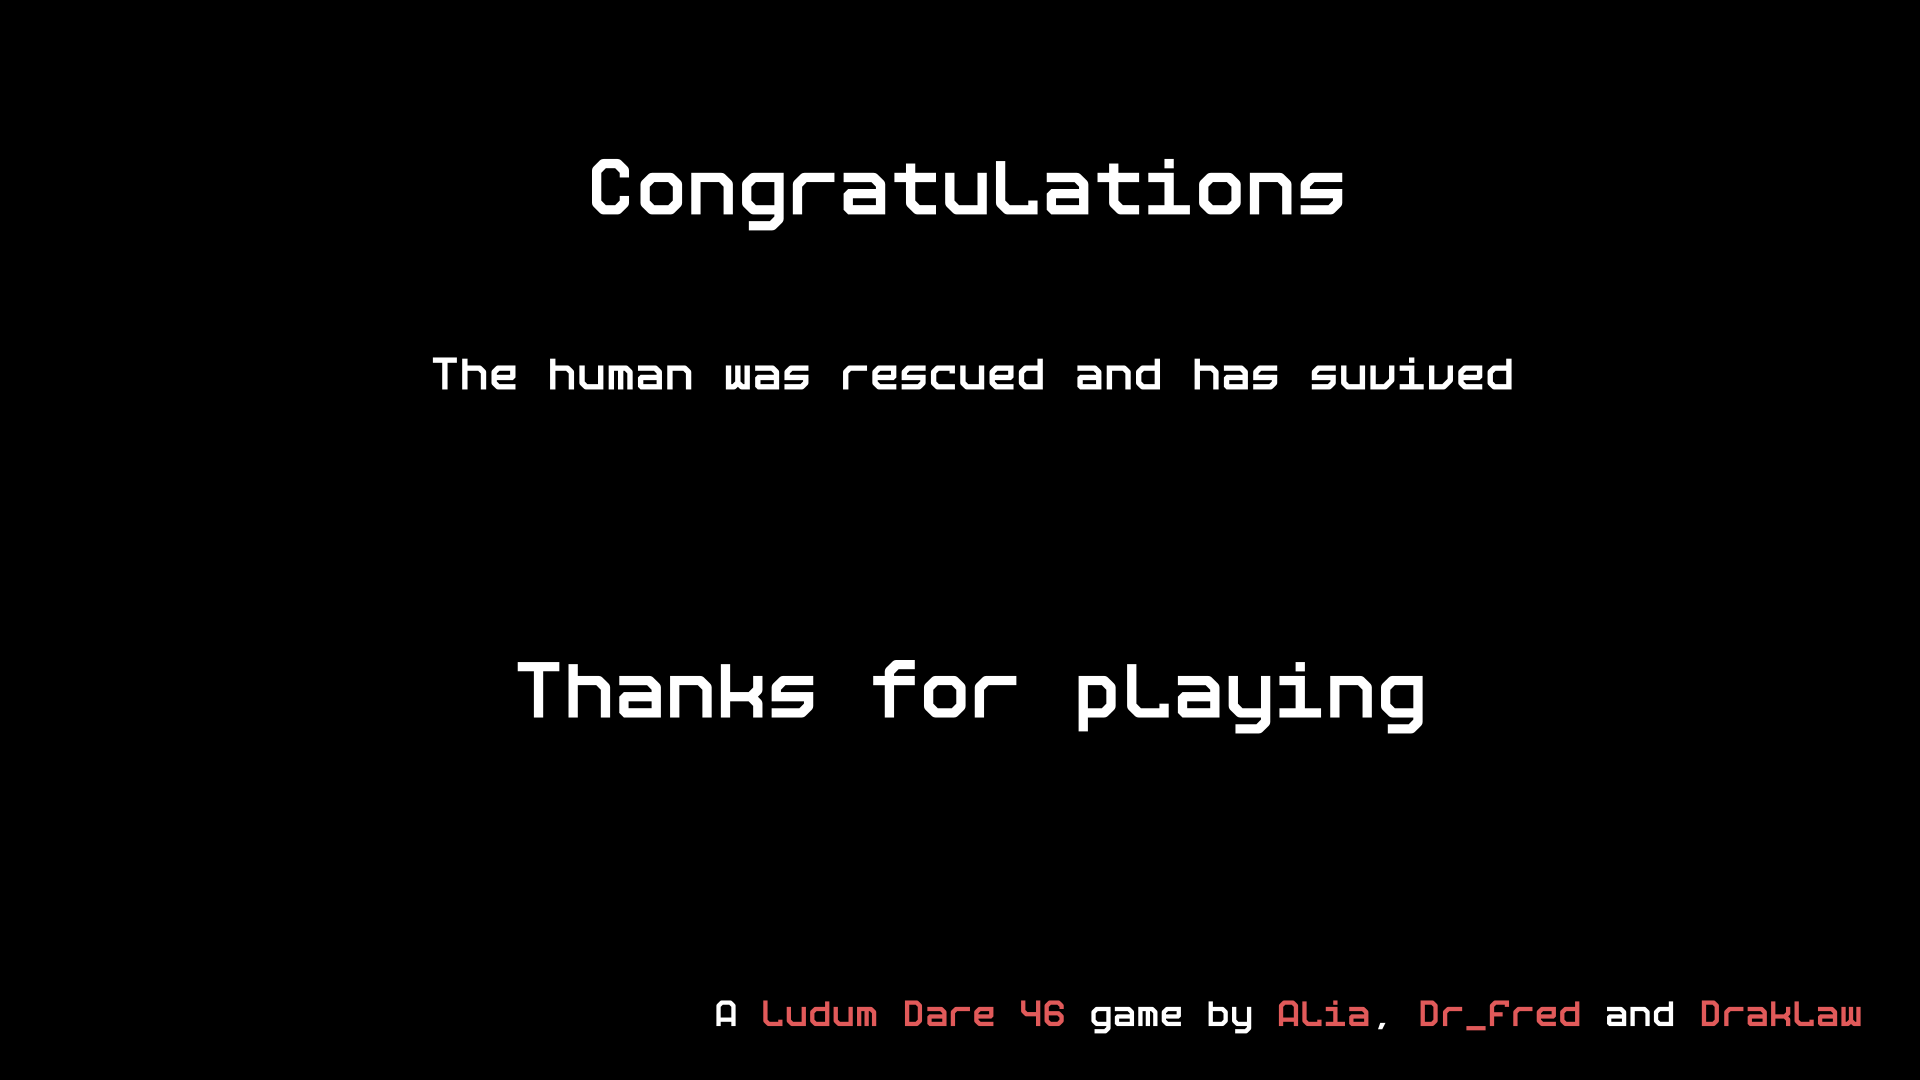 Congratulations
The human was rescued and has suvived
Thanks for playing
A Ludum Dare 46 game by Alia, Dr_Fred and Draklaw